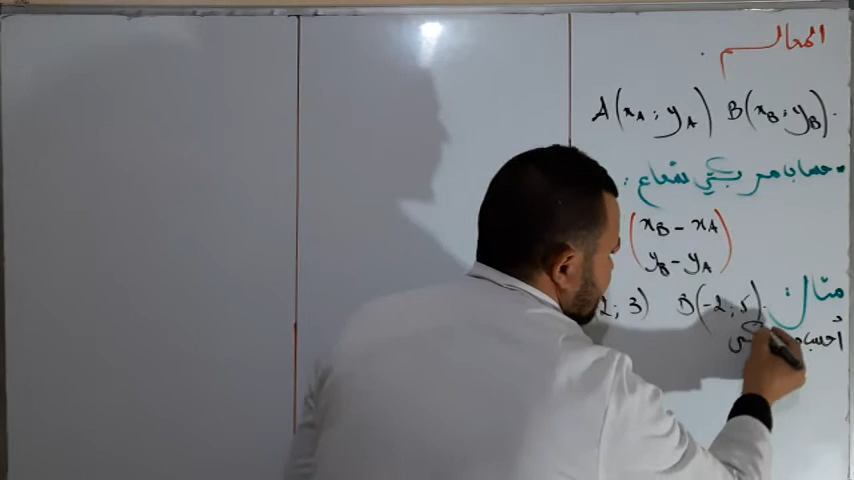 المعالم .
A(xA ; yA) B(xB ; yB).
• حساب مركبتي شعاع :
(xB - xA
yB - yA)
مثال : 2 ; 3) B(-2 ; 5).
أحسب